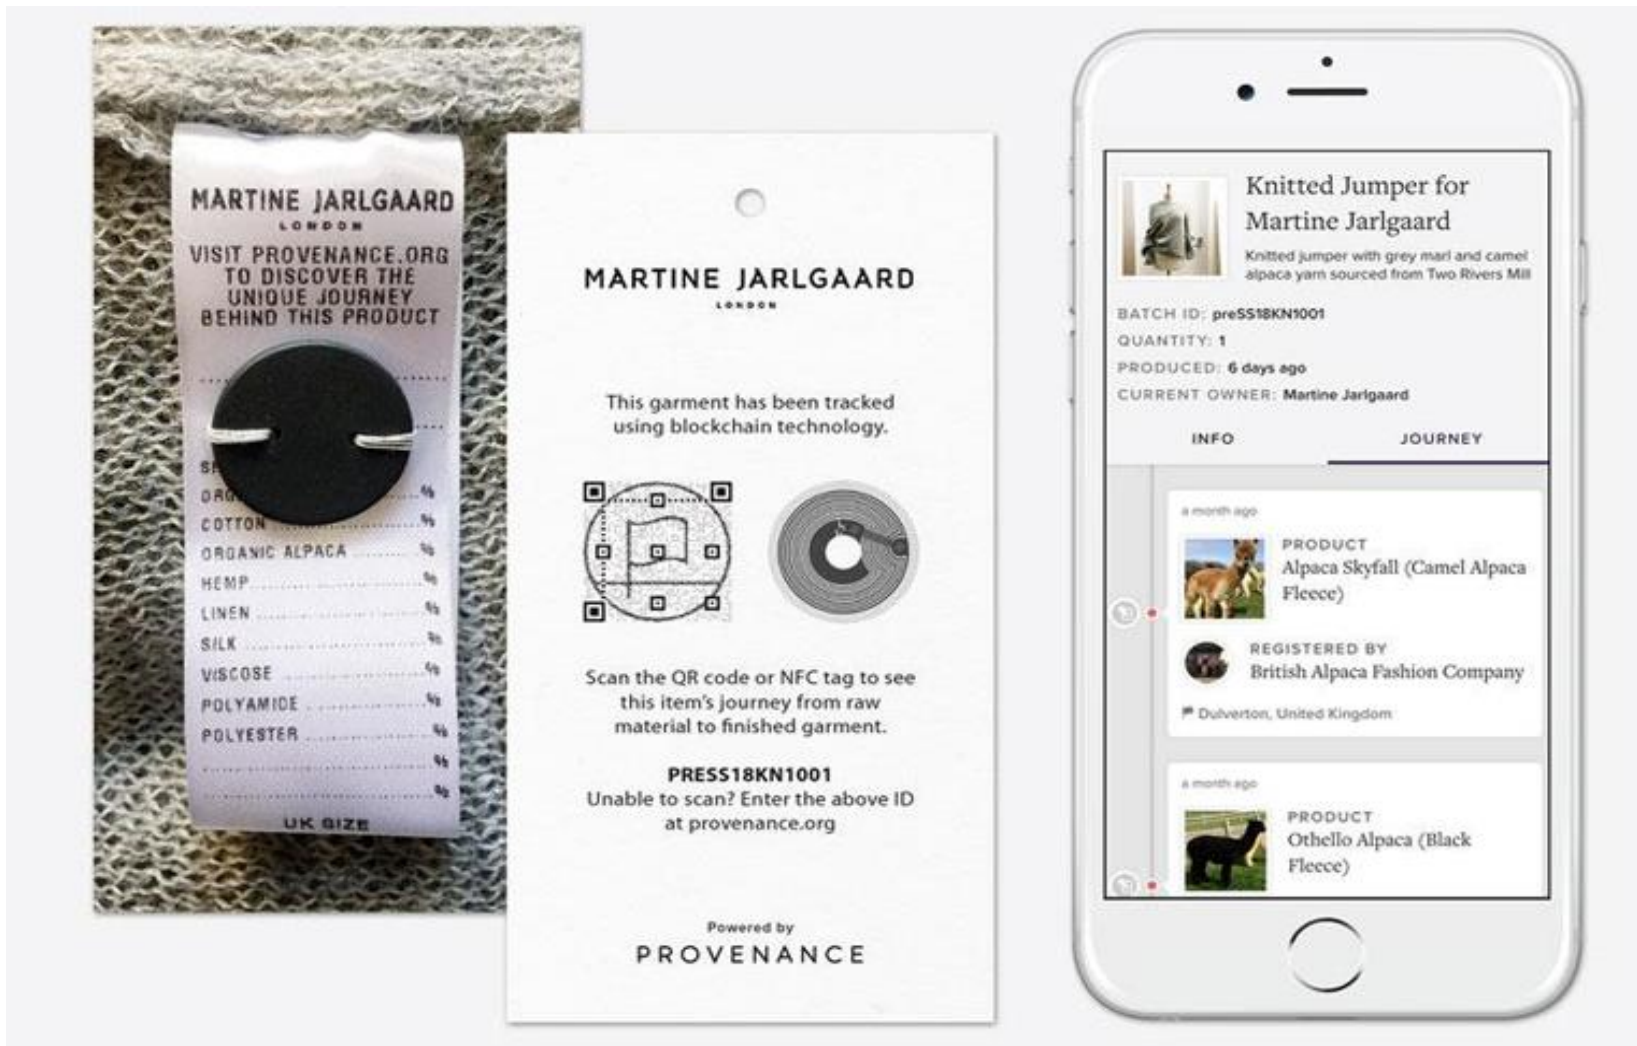 MARTINE JARLGAARD
LONDON
VISIT PROVENANCE.ORG
TO DISCOVER THE
UNIQUE JOURNEY
BEHIND THIS PRODUCT
%
COTTON %
ORGANIC ALPACA %
HEMP %
LINEN %
SILK %
VISCOSE %
POLYAMIDE %
POLYESTER %
%
%
UK SIZE
MARTINE JARLGAARD
LONDON
This garment has been tracked
using blockchain technology.
Scan the QR code or NFC tag to see
this item's journey from raw
material to finished garment.
PRESS18KN1001
Unable to scan? Enter the above ID
at provenance.org
Powered by
PROVENANCE
Knitted Jumper for
Martine Jarlgaard
Knitted jumper with grey marl and camel
alpaca yarn sourced from Two Rivers Mill
BATCH ID: preSS18KN1001
QUANTITY: 1
PRODUCED: 6 days ago
CURRENT OWNER: Martine Jarlgaard
INFO JOURNEY
a month ago
PRODUCT
Alpaca Skyfall (Camel Alpaca
Fleece)
REGISTERED BY
British Alpaca Fashion Company
Dulverton, United Kingdom
a month ago
PRODUCT
Othello Alpaca (Black
Fleece)